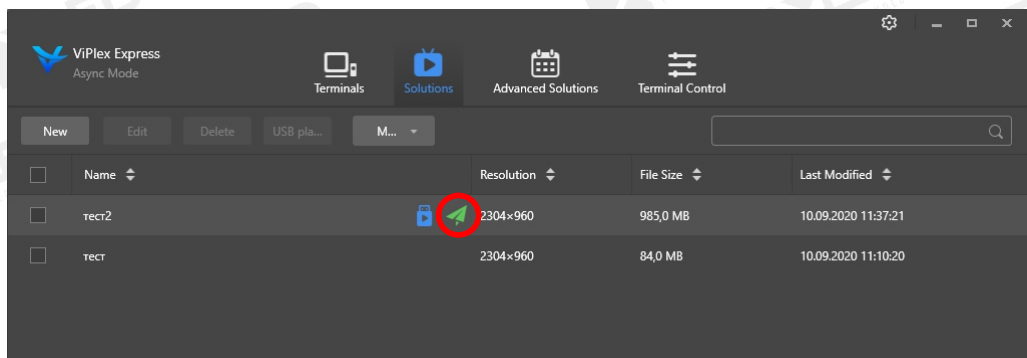 ViPlex Express
Async Mode
Terminals
Solutions
Advanced Solutions
Terminal Control
New Edit Delete USB pla... M...
Name Resolution File Size Last Modified
тест2 2304×960 985,0 MB 10.09.2020 11:37:21
тест 2304×960 84,0 MB 10.09.2020 11:10:20